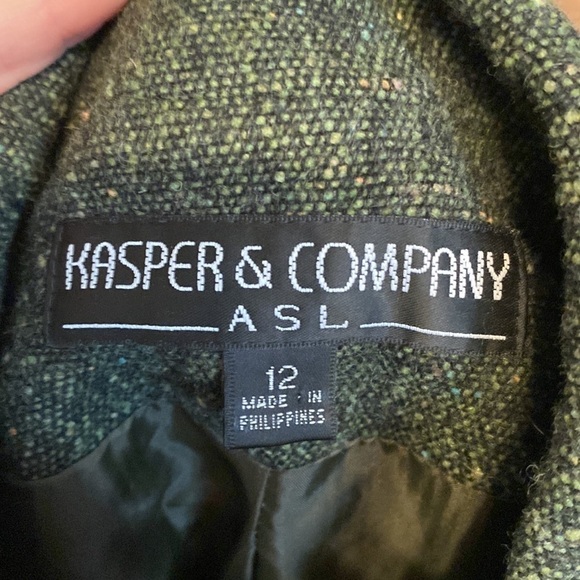 KASPER & COMPANY
ASL
12
MADE IN
PHILIPPINES